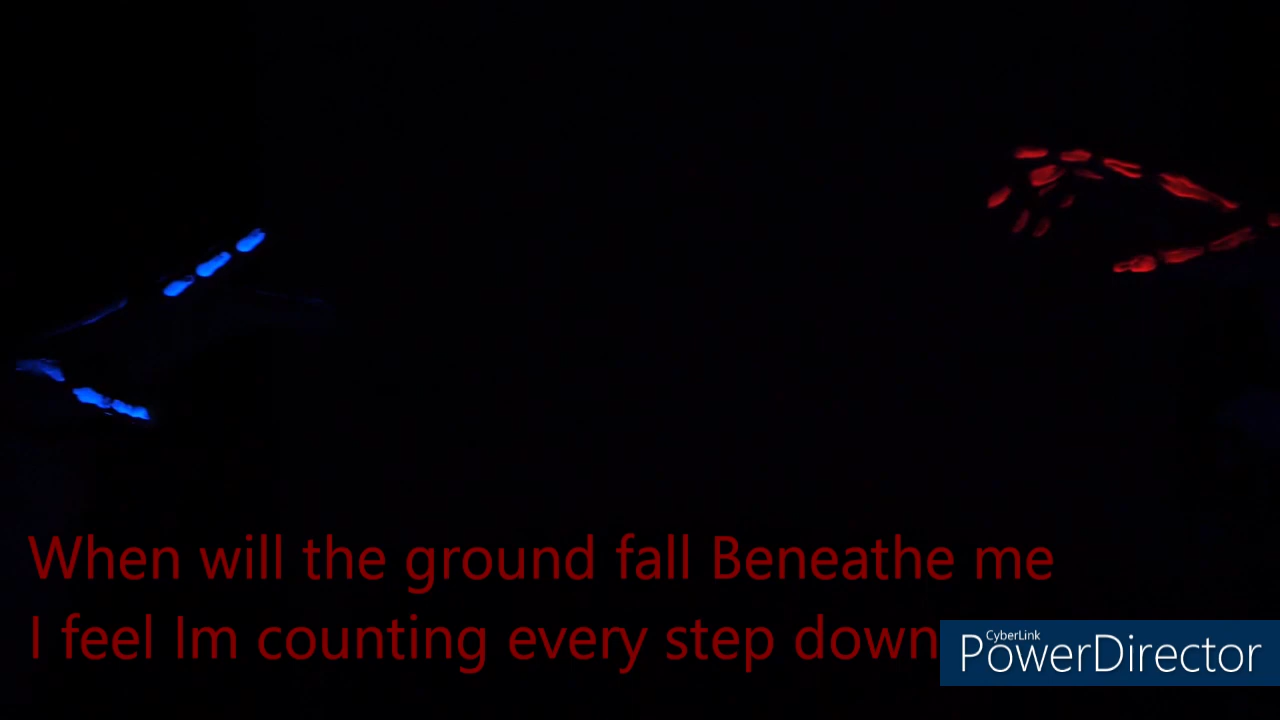 When will the ground fall Beneathe me
I feel Im counting every step down
CyberLink
PowerDirector